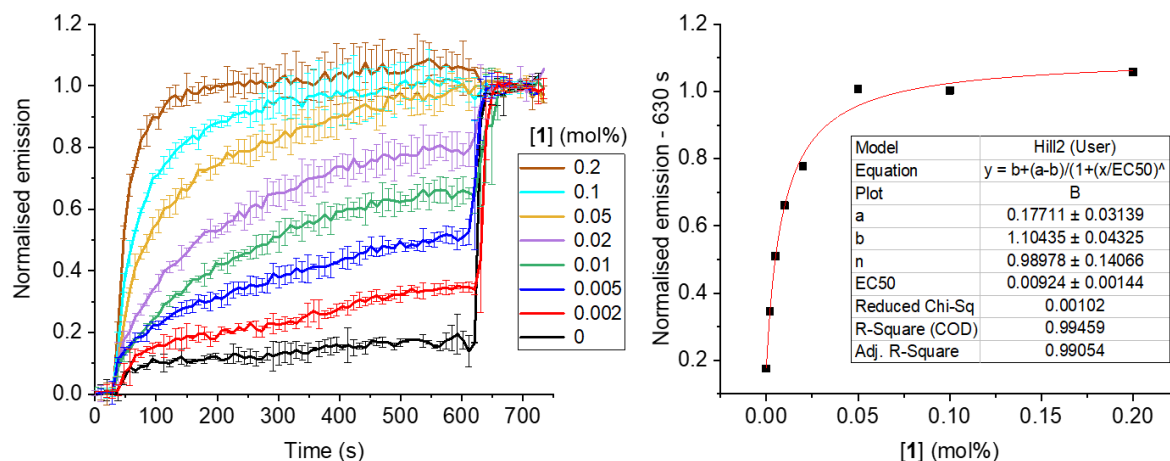 1.2
1.0
0.8
0.6
0.4
0.2
0.0
Normalised emission
0 100 200 300 400 500 600 700
Time (s)
[1] (mol%)
0.2
0.1
0.05
0.02
0.01
0.005
0.002
0
1.2
1.0
0.8
0.6
0.4
0.2
Normalised emission - 630 s
0.00 0.05 0.10 0.15 0.20
[1] (mol%)
Model Hill2 (User)
Equation y = b+(a-b)/(1+(x/EC50)^
Plot B
a 0.17711 ± 0.03139
b 1.10435 ± 0.04325
n 0.98978 ± 0.14066
EC50 0.00924 ± 0.00144
Reduced Chi-Sq 0.00102
R-Square (COD) 0.99459
Adj. R-Square 0.99054